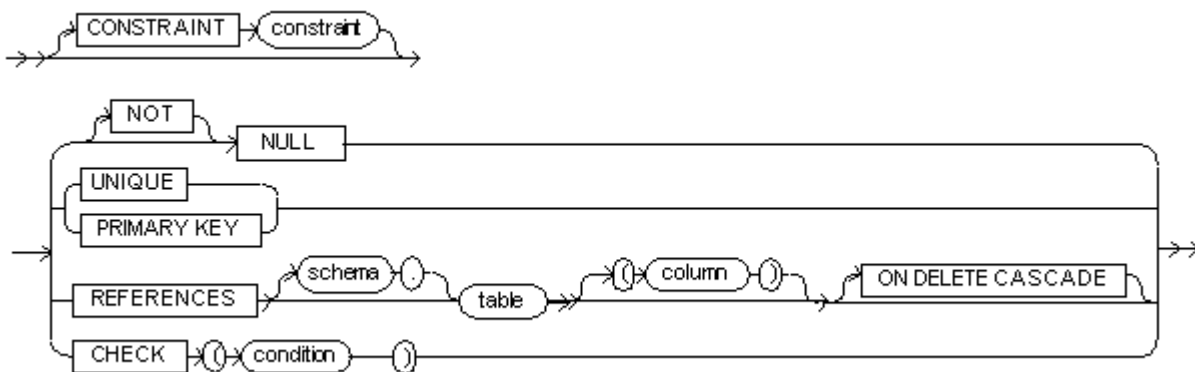 CONSTRAINT constraint
NOT
NULL
UNIQUE
PRIMARY KEY
schema . ( column ) ON DELETE CASCADE
REFERENCES table
CHECK ( condition )